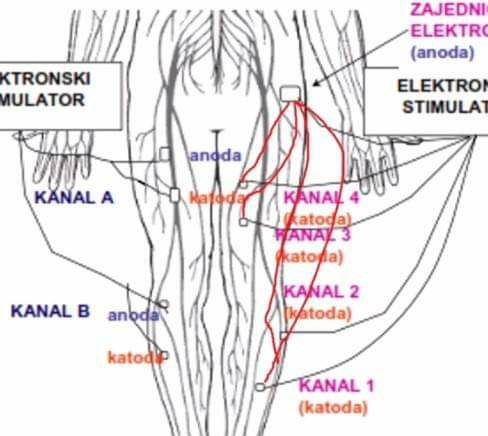 ZAJEDNI
ELEKTRO
(anoda)
KTRONSKI
MULATOR
ELEKTRON
STIMULAT
anoda
KANAL A
katoda
KANAL 4
(katoda)
KANAL 3
(katoda)
KANAL 2
(katoda)
KANAL B
anoda
katoda
KANAL 1
(katoda)